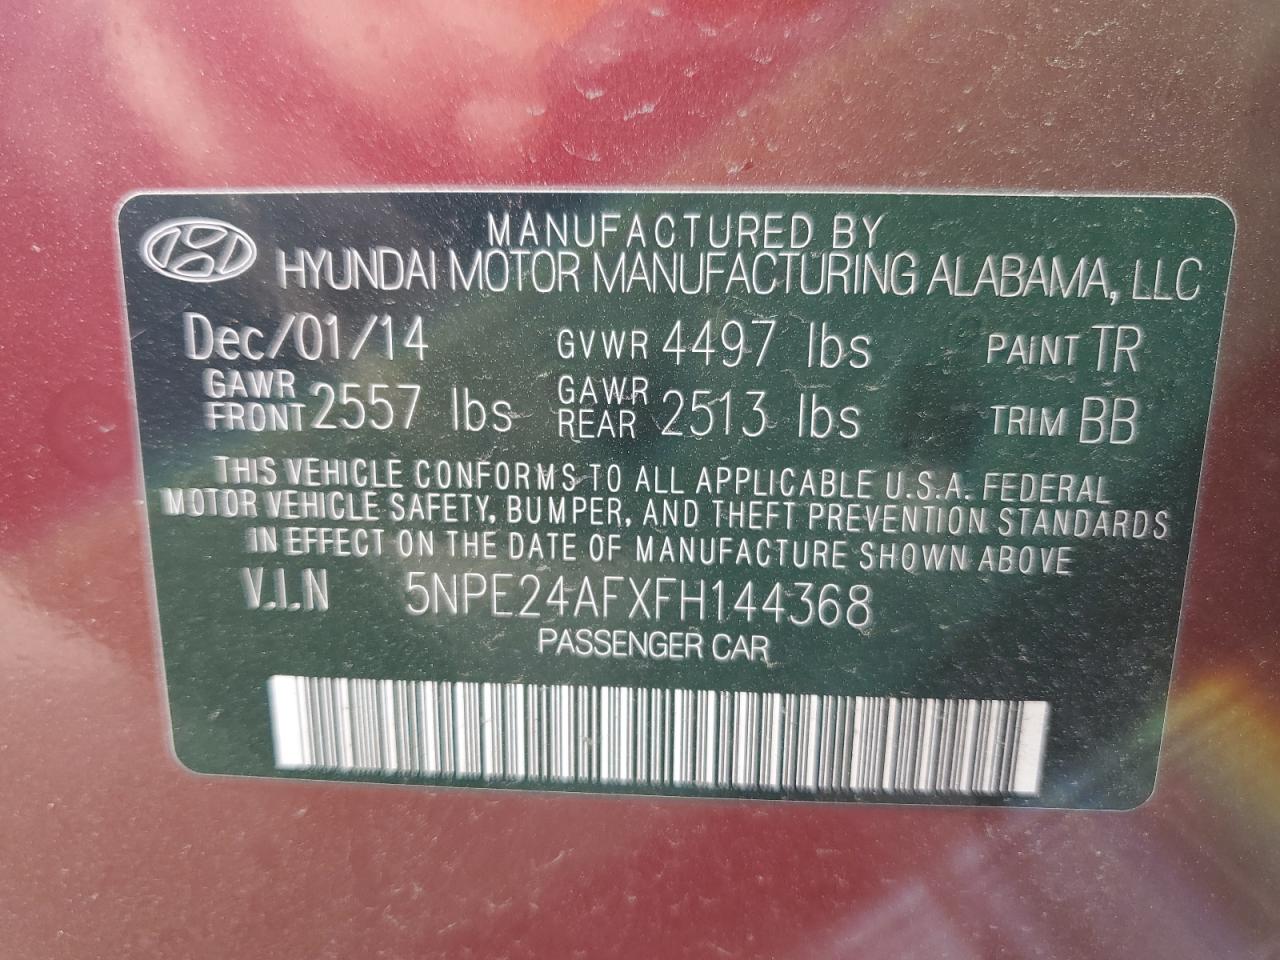 MANUFACTURED BY
HYUNDAI MOTOR MANUFACTURING ALABAMA, LLC
Dec/01/14 GVWR 4497 lbs PAINT TR
GAWR FRONT 2557 lbs GAWR REAR 2513 lbs TRIM BB
THIS VEHICLE CONFORMS TO ALL APPLICABLE U.S.A. FEDERAL
MOTOR VEHICLE SAFETY, BUMPER, AND THEFT PREVENTION STANDARDS
IN EFFECT ON THE DATE OF MANUFACTURE SHOWN ABOVE
V.I.N 5NPE24AFXFH144368
PASSENGER CAR